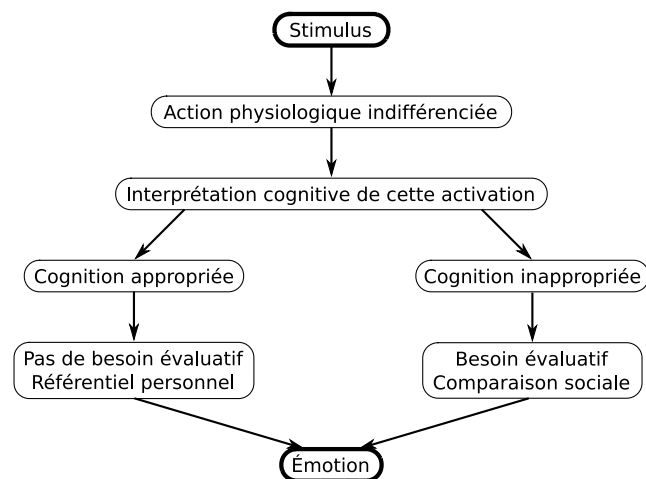 Stimulus
Action physiologique indifférenciée
Interprétation cognitive de cette activation
Cognition appropriée
Cognition inappropriée
Pas de besoin évaluatif
Référentiel personnel
Besoin évaluatif
Comparaison sociale
Émotion